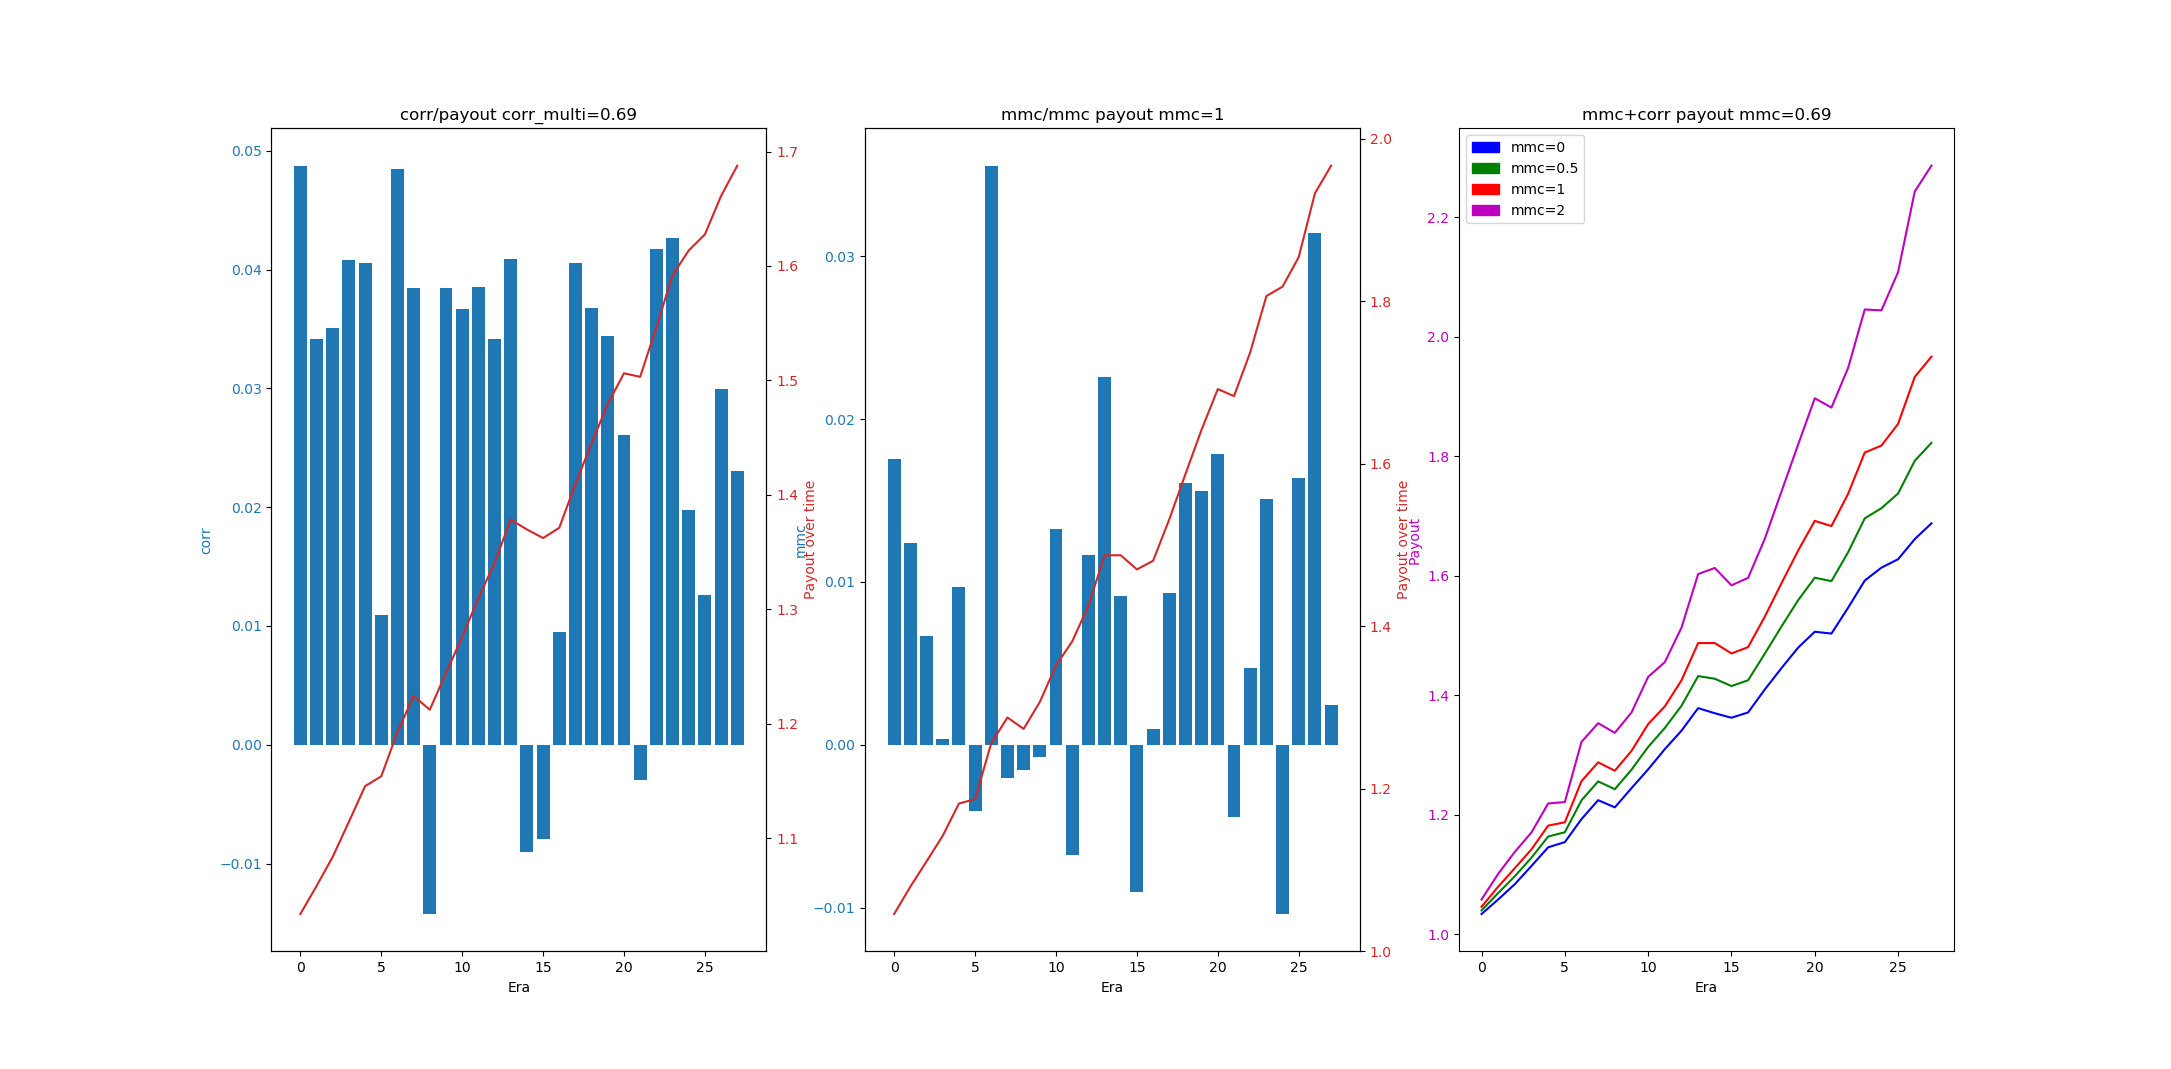 corr/payout corr_multi=0.69
0.05
0.04
0.03
0.02
0.01
0.00
−0.01
corr
1.7
1.6
1.5
1.4
1.3
1.2
1.1
Payout over time
0 5 10 15 20 25
Era
mmc/mmc payout mmc=1
0.03
0.02
0.01
0.00
−0.01
mmc
2.0
1.8
1.6
1.4
1.2
1.0
Payout over time
0 5 10 15 20 25
Era
mmc+corr payout mmc=0.69
mmc=0
mmc=0.5
mmc=1
mmc=2
2.2
2.0
1.8
1.6
1.4
1.2
1.0
Payout
0 5 10 15 20 25
Era